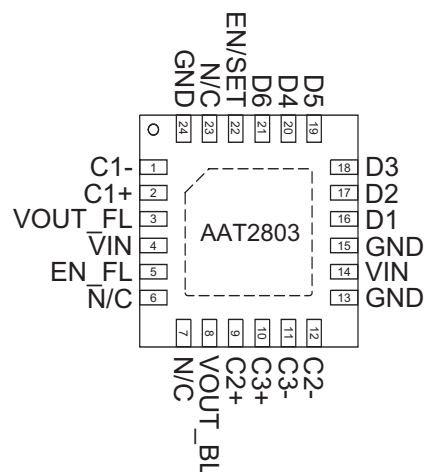 GND
N/C
EN/SET
D6
D4
D5
24
23
22
21
20
19
C1-
1
C1+
2
VOUT_FL
3
VIN
4
EN_FL
5
N/C
6
AAT2803
18
D3
17
D2
16
D1
15
GND
14
VIN
13
GND
7
8
9
10
11
12
N/C
VOUT_BL
C2+
C3+
C3-
C2-